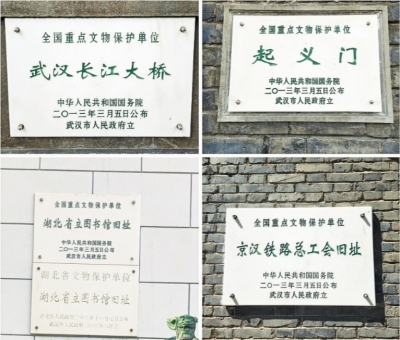 全国重点文物保护单位
武汉长江大桥
中华人民共和国国务院
二〇一三年三月五日公布
武汉市人民政府立
全国重点文物保护单位
起义门
中华人民共和国国务院
二〇一三年三月五日公布
武汉市人民政府立
全国重点文物保护单位
湖北省立图书馆旧址
中华人民共和国国务院
二〇一三年三月五日公布
武汉市人民政府立
湖北省文物保护单位
湖北省立图书馆旧址
全国重点文物保护单位
京汉铁路总工会旧址
中华人民共和国国务院
二〇一三年三月五日公布
武汉市人民政府立